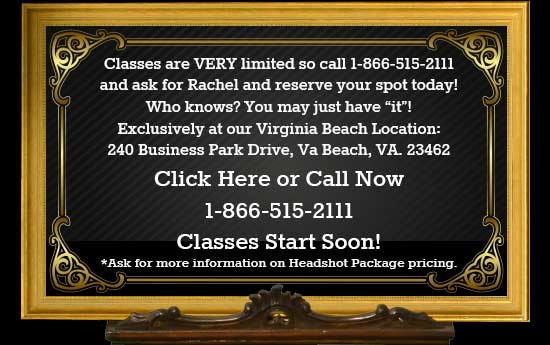 Classes are VERY limited so call 1-866-515-2111
and ask for Rachel and reserve your spot today!
Who knows? You may just have “it”!
Exclusively at our Virginia Beach Location:
240 Business Park Drive, Va Beach, VA. 23462
Click Here or Call Now
1-866-515-2111
Classes Start Soon!
*Ask for more information on Headshot Package pricing.